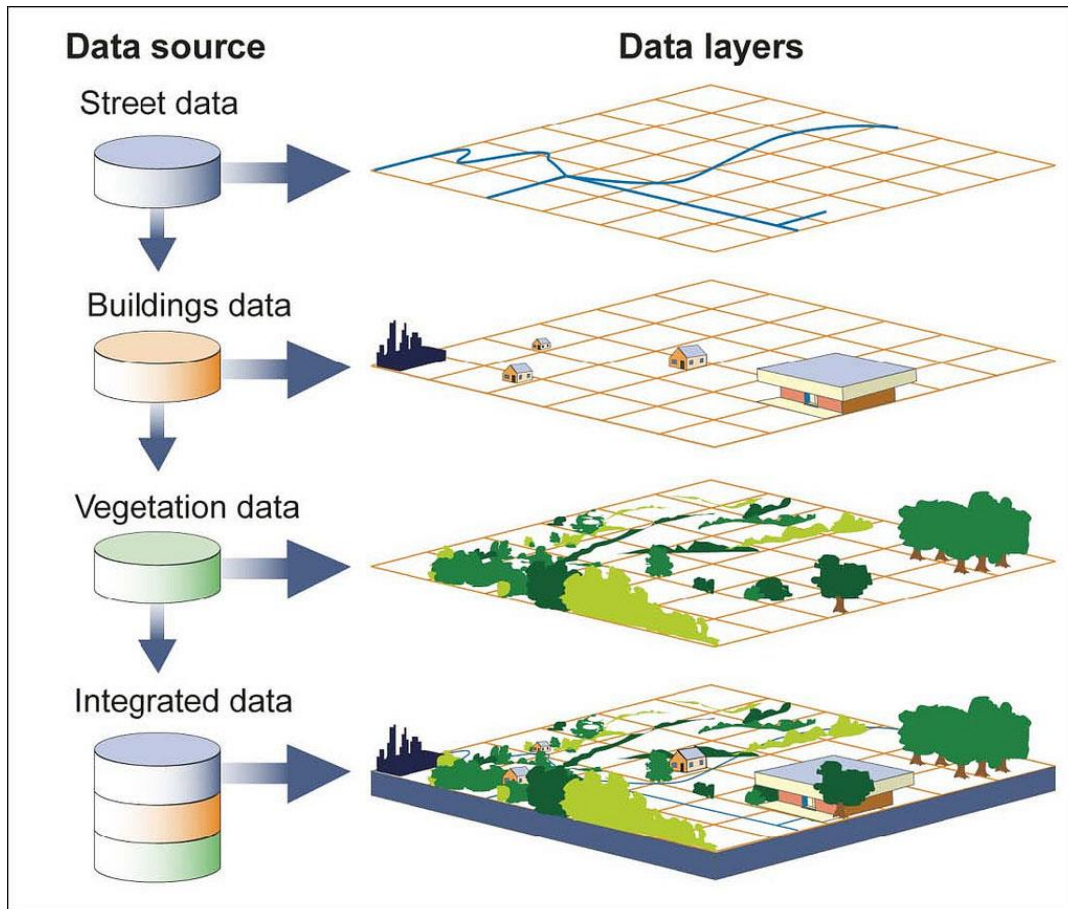 Data source
Data layers
Street data
Buildings data
Vegetation data
Integrated data